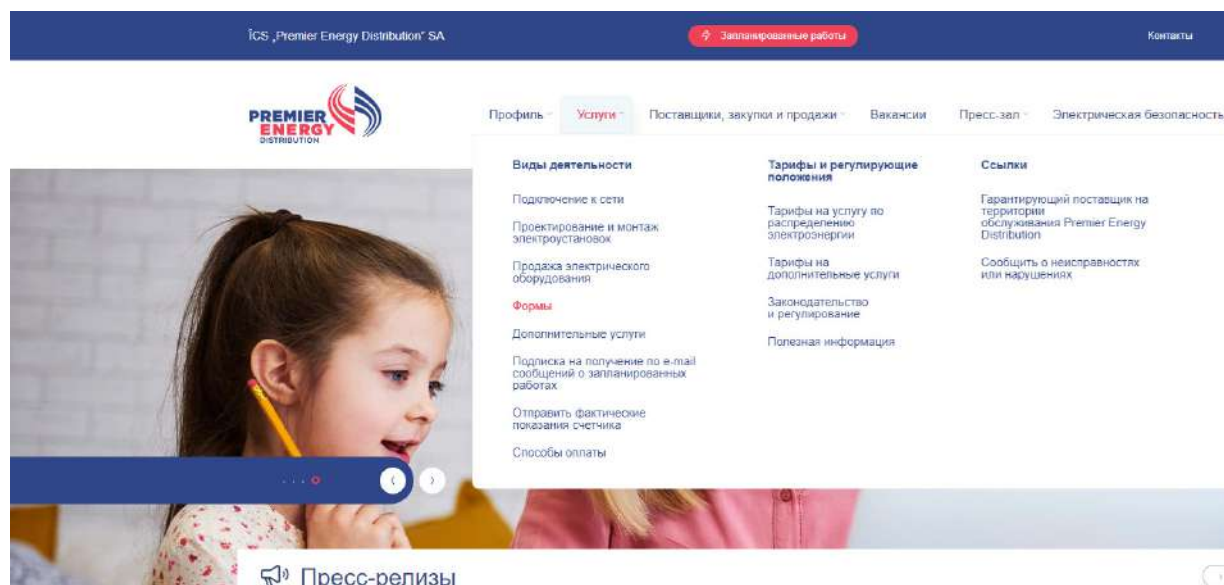 ÎCS „Premier Energy Distribution" SA
Запланированные работы
Контакты
PREMIER
ENERGY
DISTRIBUTION
Профиль
Услуги
Поставщики, закупки и продажи
Вакансии
Пресс-зал
Электрическая безопасность
Виды деятельности
Подключение к сети
Проектирование и монтаж
электроустановок
Продажа электрического
оборудования
Формы
Дополнительные услуги
Подписка на получение по e-mail
сообщений о запланированных
работах
Отправить фактические
показания счетчика
Способы оплаты
Тарифы и регулирующие
положения
Тарифы на услугу по
распределению
электроэнергии
Тарифы на
дополнительные услуги
Законодательство
и регулирование
Полезная информация
Ссылки
Гарантирующий поставщик на
территории
обслуживания Premier Energy
Distribution
Сообщить о неисправностях
или нарушениях
Пресс-релизы